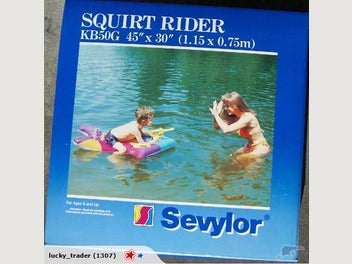 SQUIRT RIDER
KB50G 45"x 30" (1.15 x 0.75m)
For Ages 6 and Up
Sevylor®
lucky_trader (1307)